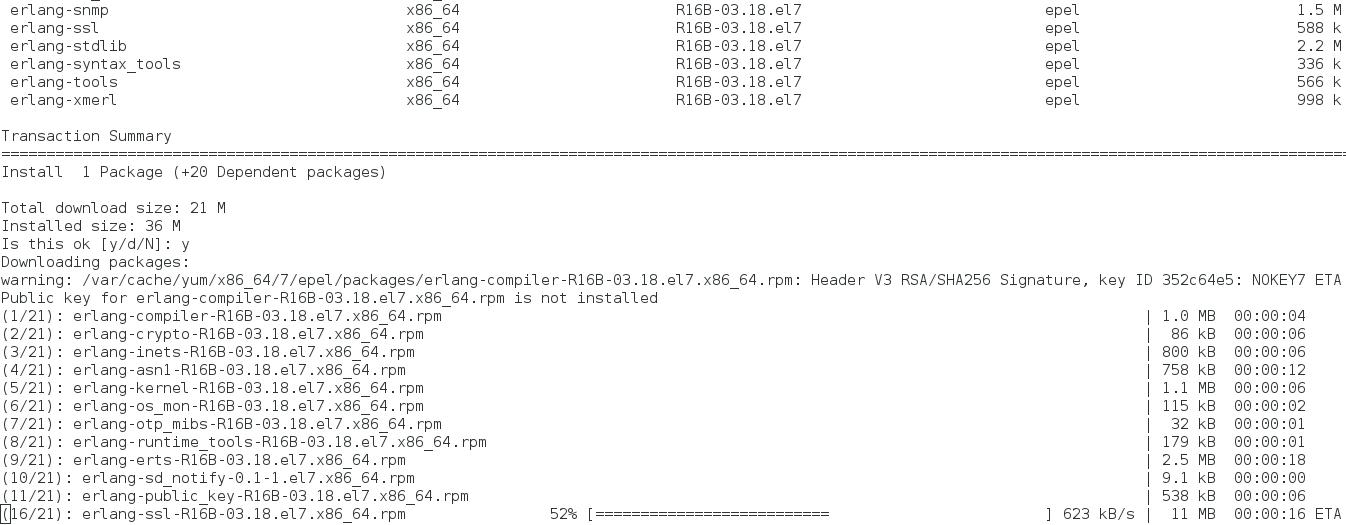 erlang-snmp x86_64 R16B-03.18.el7 epel 1.5 M
erlang-ssl x86_64 R16B-03.18.el7 epel 588 k
erlang-stdlib x86_64 R16B-03.18.el7 epel 2.2 M
erlang-syntax_tools x86_64 R16B-03.18.el7 epel 336 k
erlang-tools x86_64 R16B-03.18.el7 epel 566 k
erlang-xmerl x86_64 R16B-03.18.el7 epel 998 k
Transaction Summary
================================================================================
Install 1 Package (+20 Dependent packages)
Total download size: 21 M
Installed size: 36 M
Is this ok [y/d/N]: y
Downloading packages:
warning: /var/cache/yum/x86_64/7/epel/packages/erlang-compiler-R16B-03.18.el7.x86_64.rpm: Header V3 RSA/SHA256 Signature, key ID 352c64e5: NOKEY7 ETA
Public key for erlang-compiler-R16B-03.18.el7.x86_64.rpm is not installed
(1/21): erlang-compiler-R16B-03.18.el7.x86_64.rpm | 1.0 MB 00:00:04
(2/21): erlang-crypto-R16B-03.18.el7.x86_64.rpm | 86 kB 00:00:06
(3/21): erlang-inets-R16B-03.18.el7.x86_64.rpm | 800 kB 00:00:06
(4/21): erlang-asn1-R16B-03.18.el7.x86_64.rpm | 758 kB 00:00:12
(5/21): erlang-kernel-R16B-03.18.el7.x86_64.rpm | 1.1 MB 00:00:06
(6/21): erlang-os_mon-R16B-03.18.el7.x86_64.rpm | 115 kB 00:00:02
(7/21): erlang-otp_mibs-R16B-03.18.el7.x86_64.rpm | 32 kB 00:00:01
(8/21): erlang-runtime_tools-R16B-03.18.el7.x86_64.rpm | 179 kB 00:00:01
(9/21): erlang-erts-R16B-03.18.el7.x86_64.rpm | 2.5 MB 00:00:18
(10/21): erlang-sd_notify-0.1-1.el7.x86_64.rpm | 9.1 kB 00:00:00
(11/21): erlang-public_key-R16B-03.18.el7.x86_64.rpm | 538 kB 00:00:06
(16/21): erlang-ssl-R16B-03.18.el7.x86_64.rpm 52% [========================== ] 623 kB/s | 11 MB 00:00:16 ETA